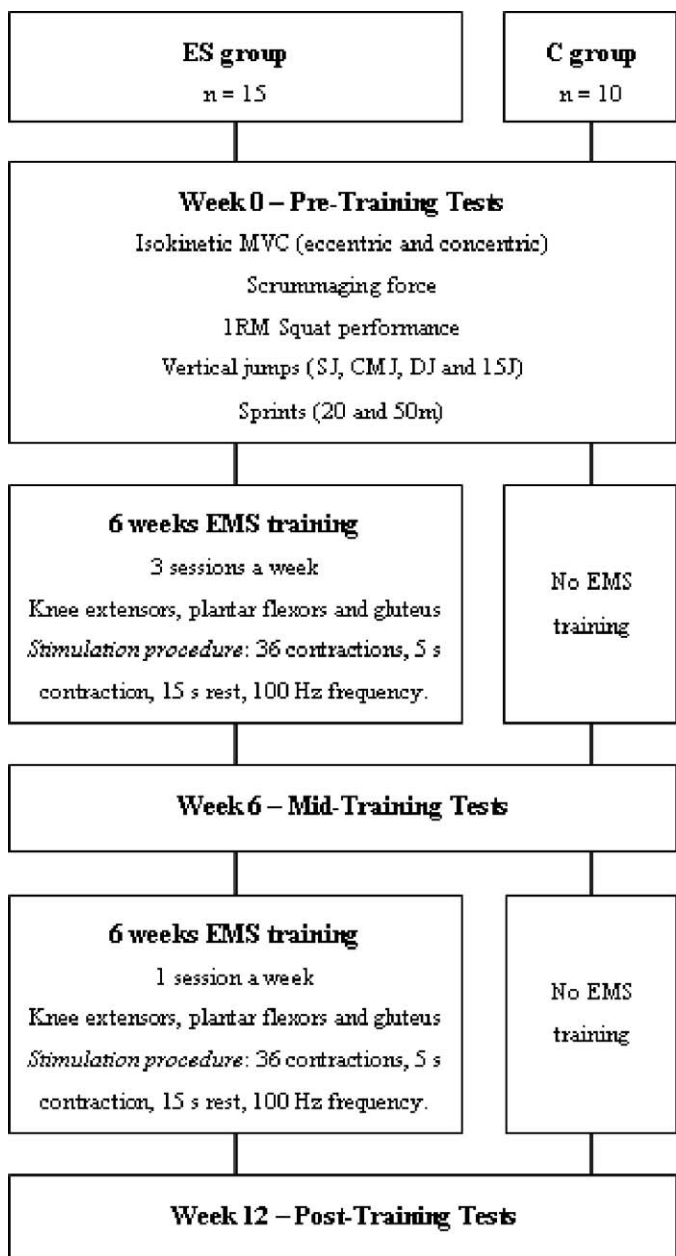 ES group
n = 15
C group
n = 10
Week 0 – Pre-Training Tests
Isokinetic MVC (eccentric and concentric)
Scrummaging force
1RM Squat performance
Vertical jumps (SJ, CMJ, DJ and 15J)
Sprints (20 and 50m)
6 weeks EMS training
3 sessions a week
Knee extensors, plantar flexors and gluteus
Stimulation procedure: 36 contractions, 5 s
contraction, 15 s rest, 100 Hz frequency.
No EMS
training
Week 6 – Mid-Training Tests
6 weeks EMS training
1 session a week
Knee extensors, plantar flexors and gluteus
Stimulation procedure: 36 contractions, 5 s
contraction, 15 s rest, 100 Hz frequency.
No EMS
training
Week 12 – Post-Training Tests